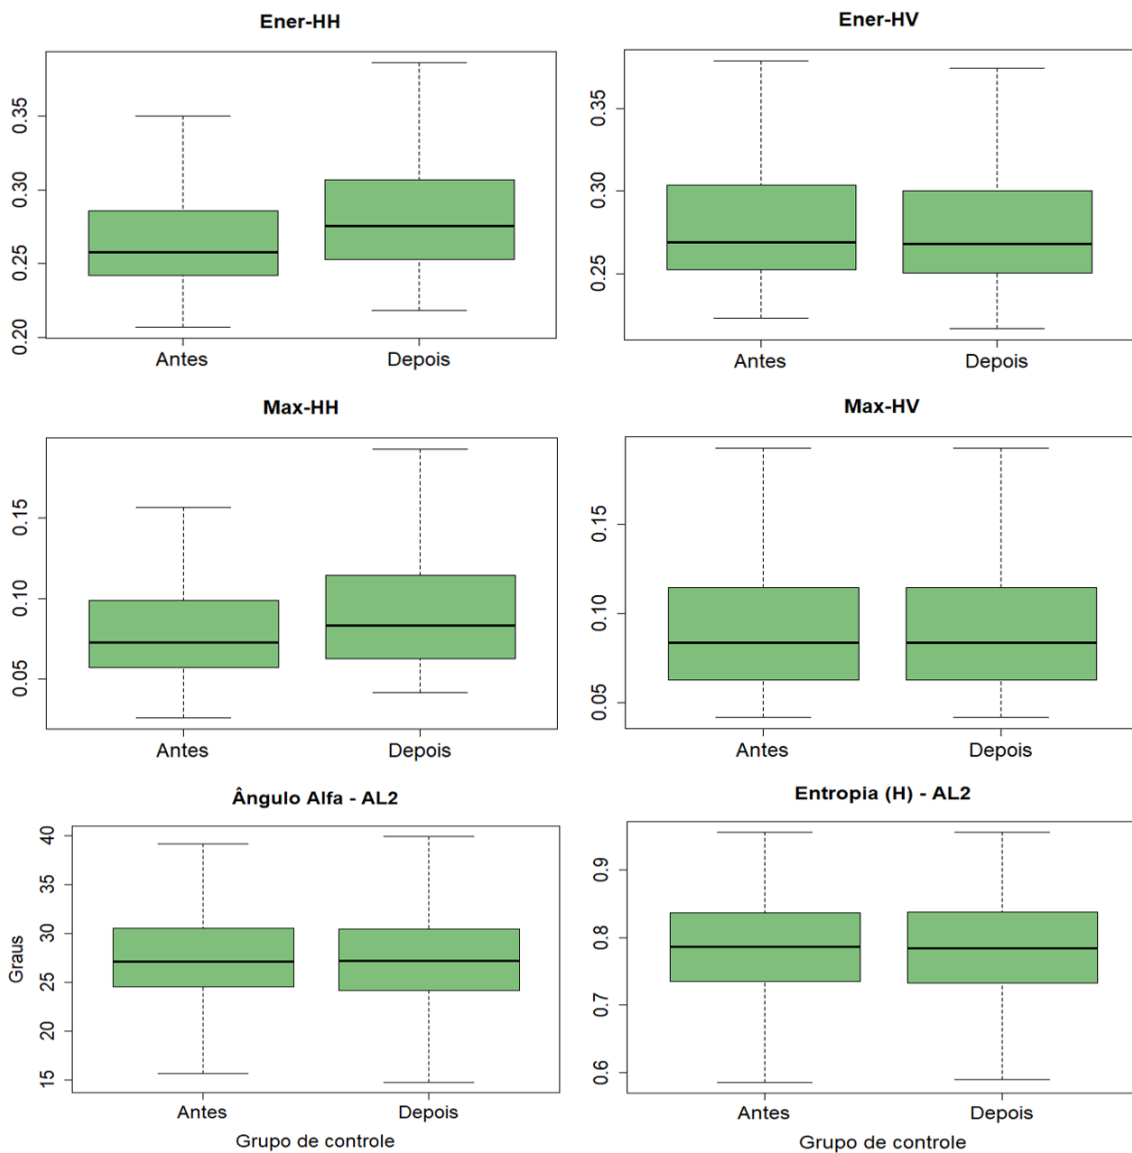 Ener-HH
0.35
0.30
0.25
0.20
Antes Depois
Ener-HV
0.35
0.30
0.25
Antes Depois
Max-HH
0.15
0.10
0.05
Antes Depois
Max-HV
0.15
0.10
0.05
Antes Depois
Ângulo Alfa - AL2
Graus
40
35
30
25
20
15
Antes Depois
Grupo de controle
Entropia (H) - AL2
0.9
0.8
0.7
0.6
Antes Depois
Grupo de controle